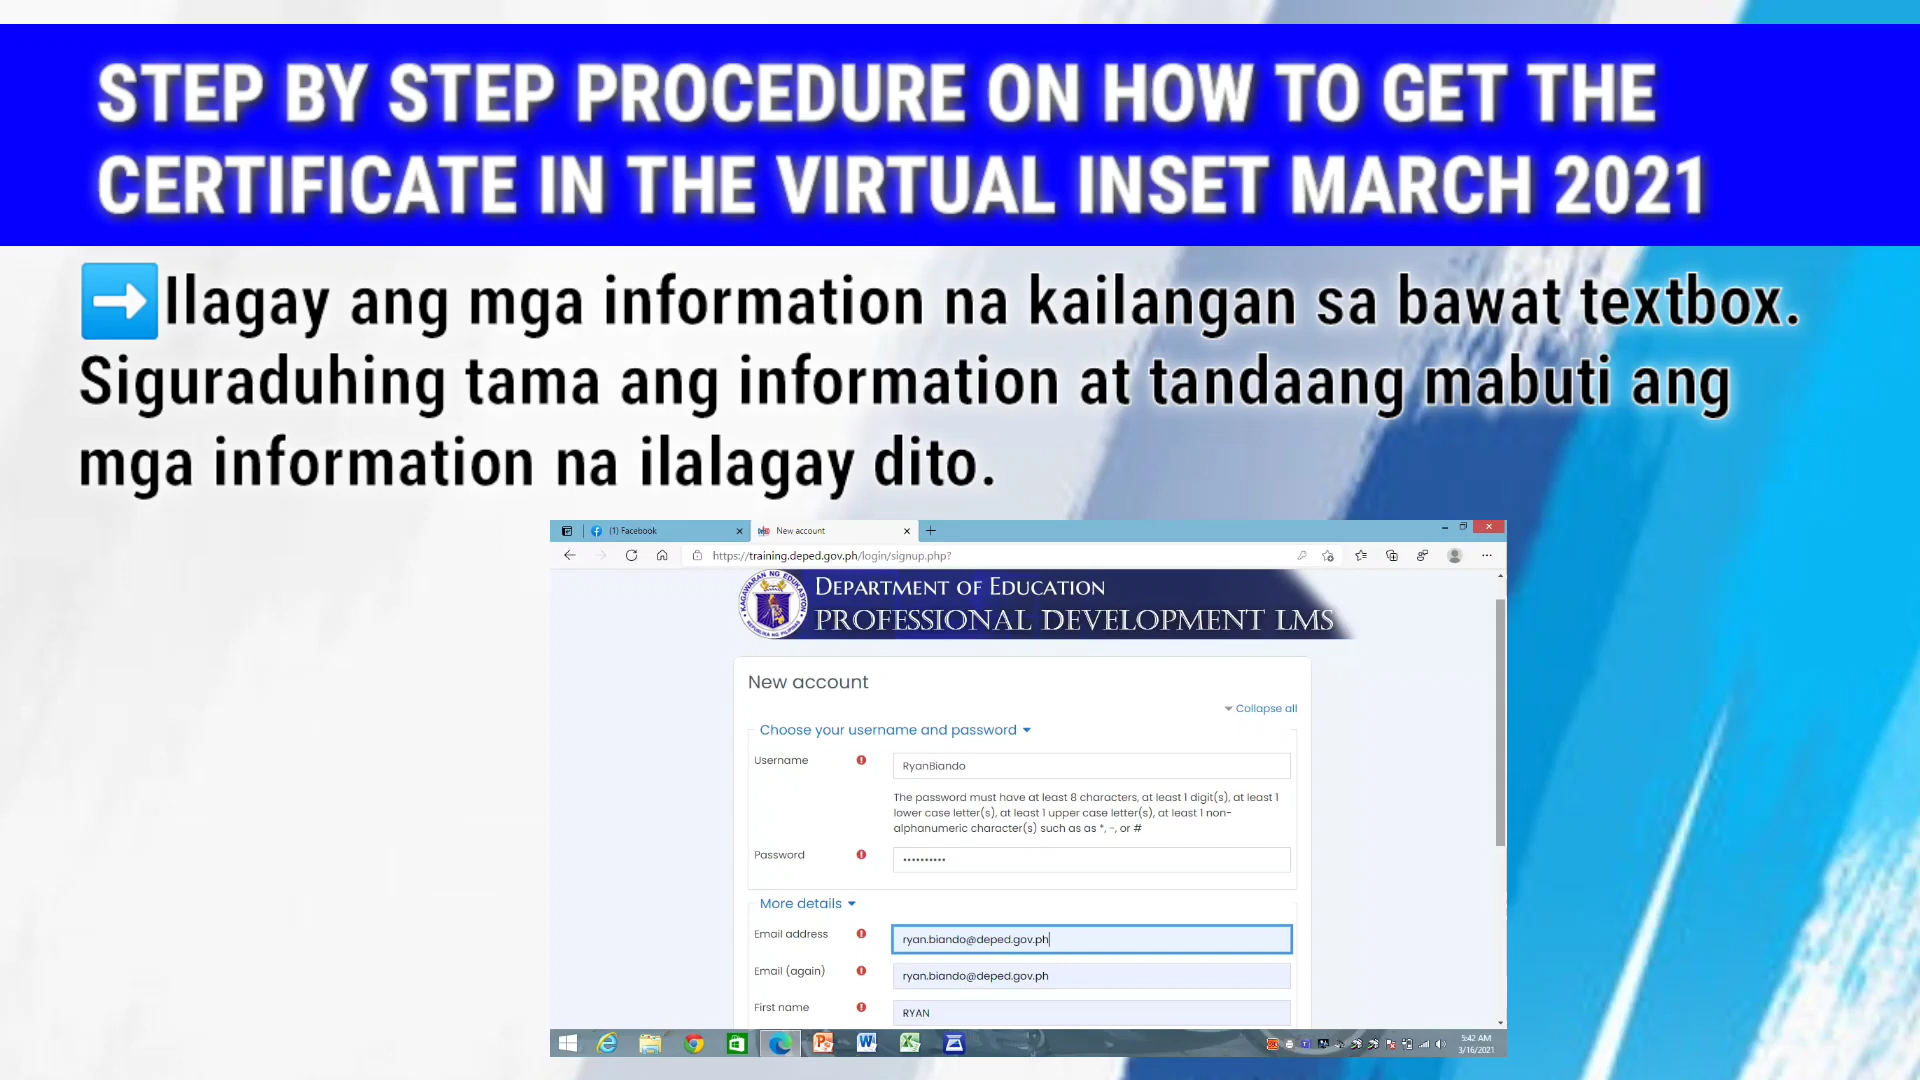 STEP BY STEP PROCEDURE ON HOW TO GET THE
CERTIFICATE IN THE VIRTUAL INSET MARCH 2021
➡Ilagay ang mga information na kailangan sa bawat textbox.
Siguraduhing tama ang information at tandaang mabuti ang
mga information na ilalagay dito.
(1) Facebook
New account
https://training.deped.gov.ph/login/signup.php?
KAGAWARAN NG EDUKASYON
REPUBLIKA NG PILIPINAS
DEPARTMENT OF EDUCATION
PROFESSIONAL DEVELOPMENT LMS
New account
Collapse all
Choose your username and password
Username
RyanBiando
The password must have at least 8 characters, at least 1 digit(s), at least 1
lower case letter(s), at least 1 upper case letter(s), at least 1 non-
alphanumeric character(s) such as as *, -, or #
Password
••••••••••
More details
Email address
ryan.biando@deped.gov.ph
Email (again)
ryan.biando@deped.gov.ph
First name
RYAN
5:42 AM
3/16/2021